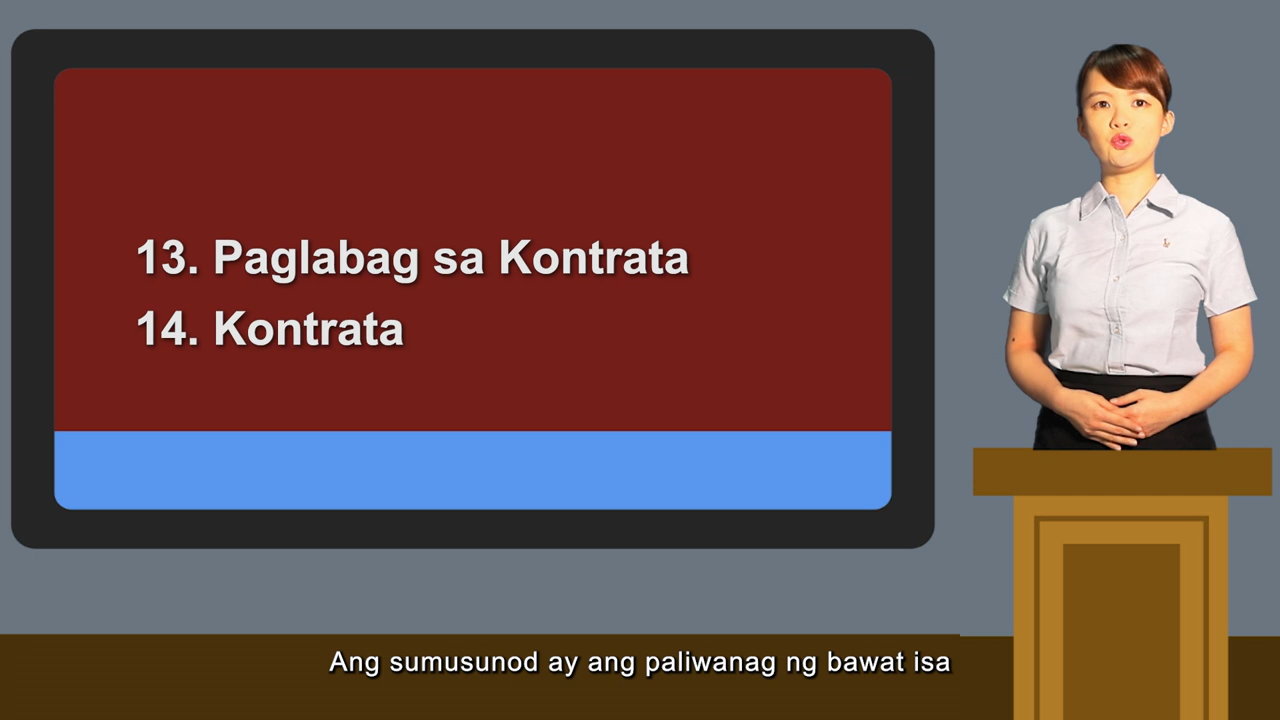 13. Paglabag sa Kontrata
14. Kontrata
Ang sumusunod ay ang paliwanag ng bawat isa